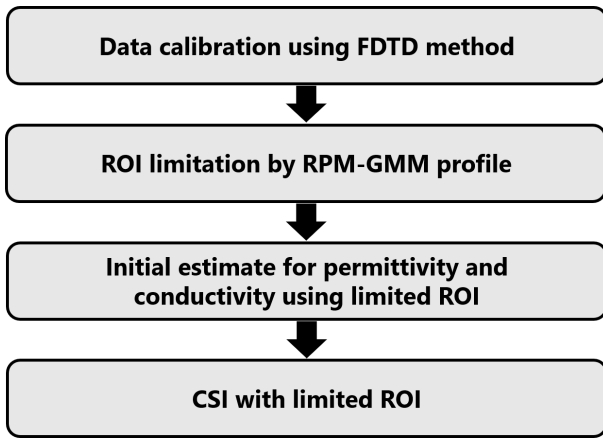 Data calibration using FDTD method
ROI limitation by RPM-GMM profile
Initial estimate for permittivity and
conductivity using limited ROI
CSI with limited ROI